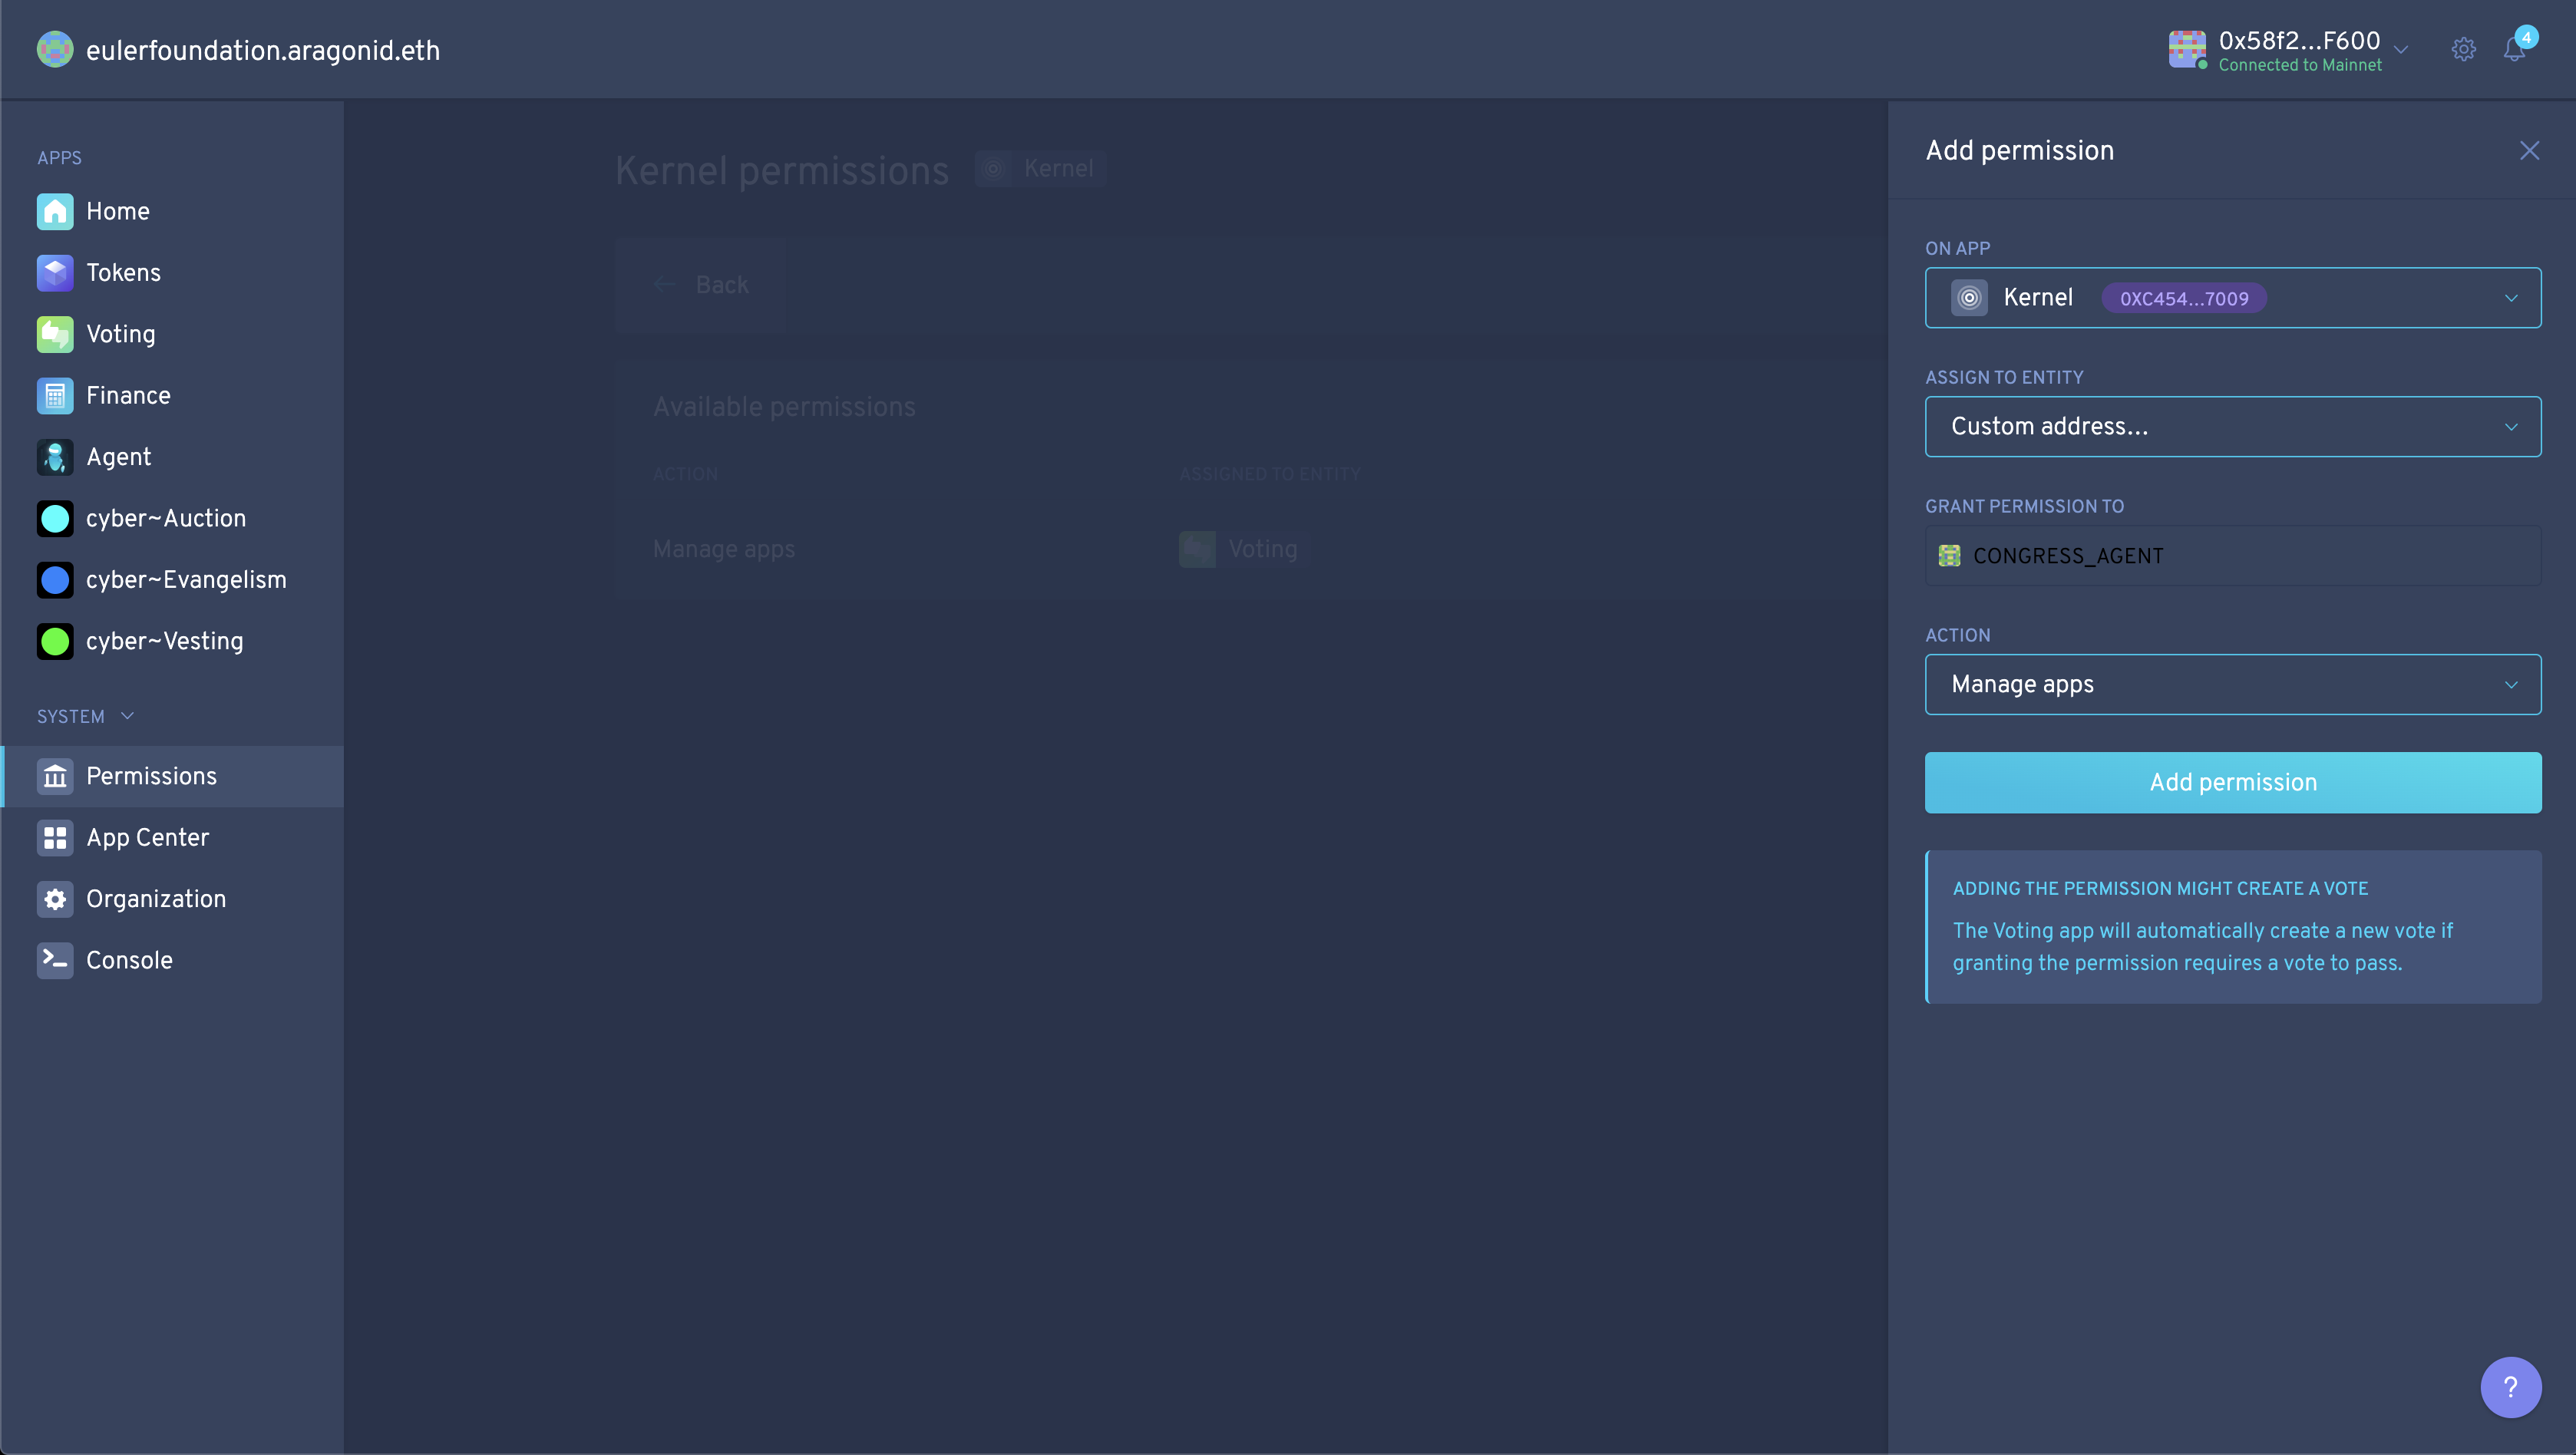 eulerfoundation.aragonid.eth
0x58f2...F600
Connected to Mainnet
4
APPS
Home
Tokens
Voting
Finance
Agent
cyber~Auction
cyber~Evangelism
cyber~Vesting
SYSTEM
Permissions
App Center
Organization
Console
Kernel permissions
Kernel
Back
Available permissions
ACTION
ASSIGNED TO ENTITY
Manage apps
Voting
Add permission
ON APP
Kernel
0XC454...7009
ASSIGN TO ENTITY
Custom address...
GRANT PERMISSION TO
CONGRESS_AGENT
ACTION
Manage apps
Add permission
ADDING THE PERMISSION MIGHT CREATE A VOTE
The Voting app will automatically create a new vote if
granting the permission requires a vote to pass.
?